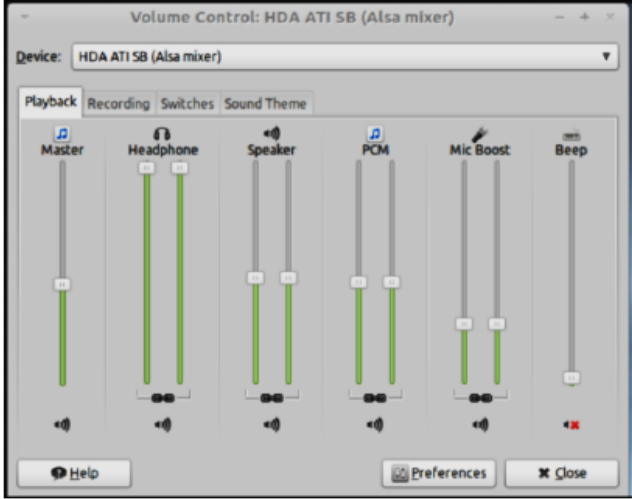 Volume Control: HDA ATI SB (Alsa mixer)
Device: HDA ATI SB (Alsa mixer)
Playback Recording Switches Sound Theme
Master Headphone Speaker PCM Mic Boost Beep
Help Preferences Close